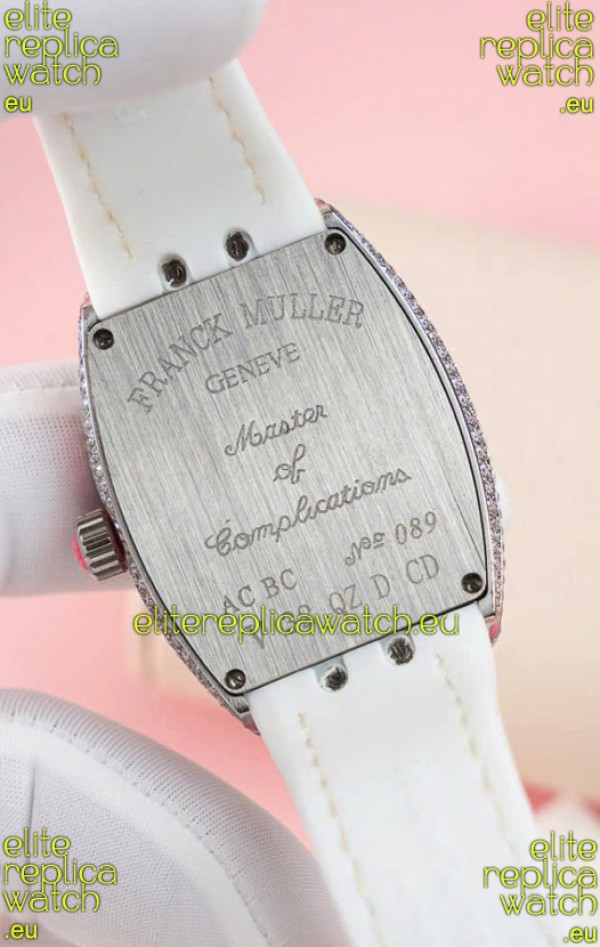 elite
replica
watch
.eu
elite
replica
watch
.eu
FRANCK MULLER
GENEVE
Master
of
Complications
Nº 089
AC BC
QZ D CD
elitereplicawatch.eu
elite
replica
watch
.eu
elite
replica
watch
.eu